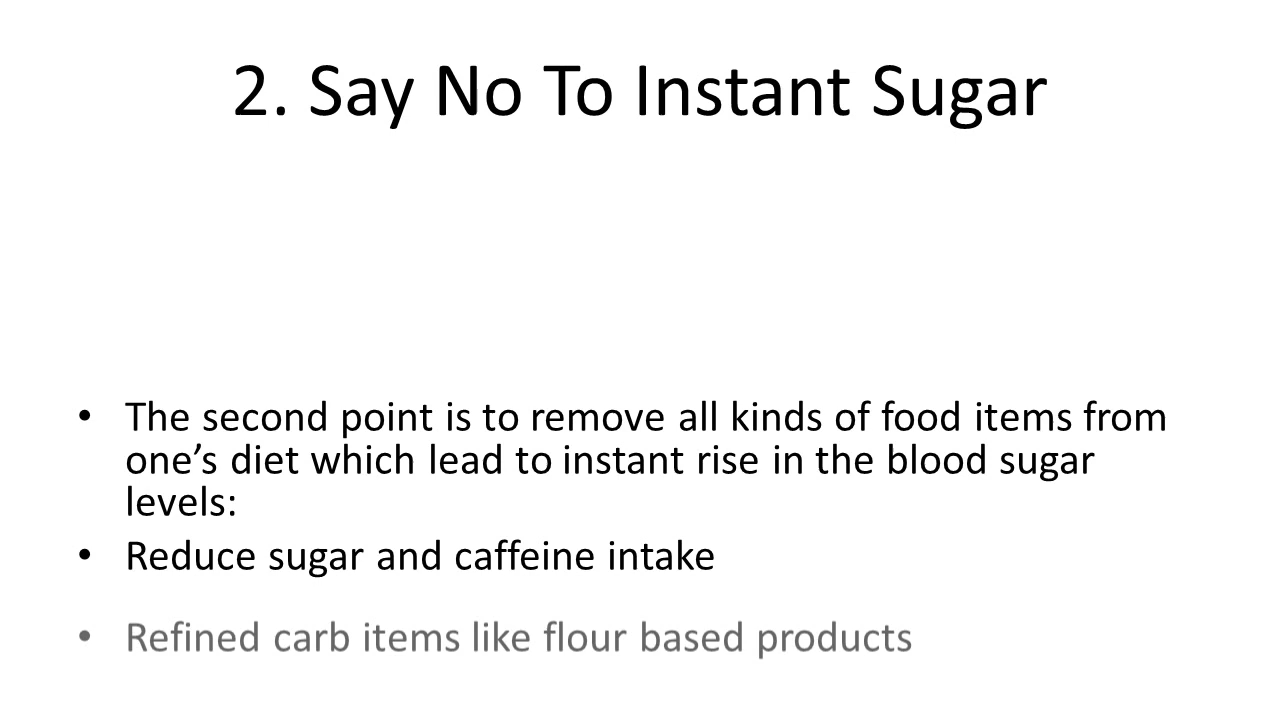 2. Say No To Instant Sugar
• The second point is to remove all kinds of food items from
one’s diet which lead to instant rise in the blood sugar
levels:
• Reduce sugar and caffeine intake
• Refined carb items like flour based products